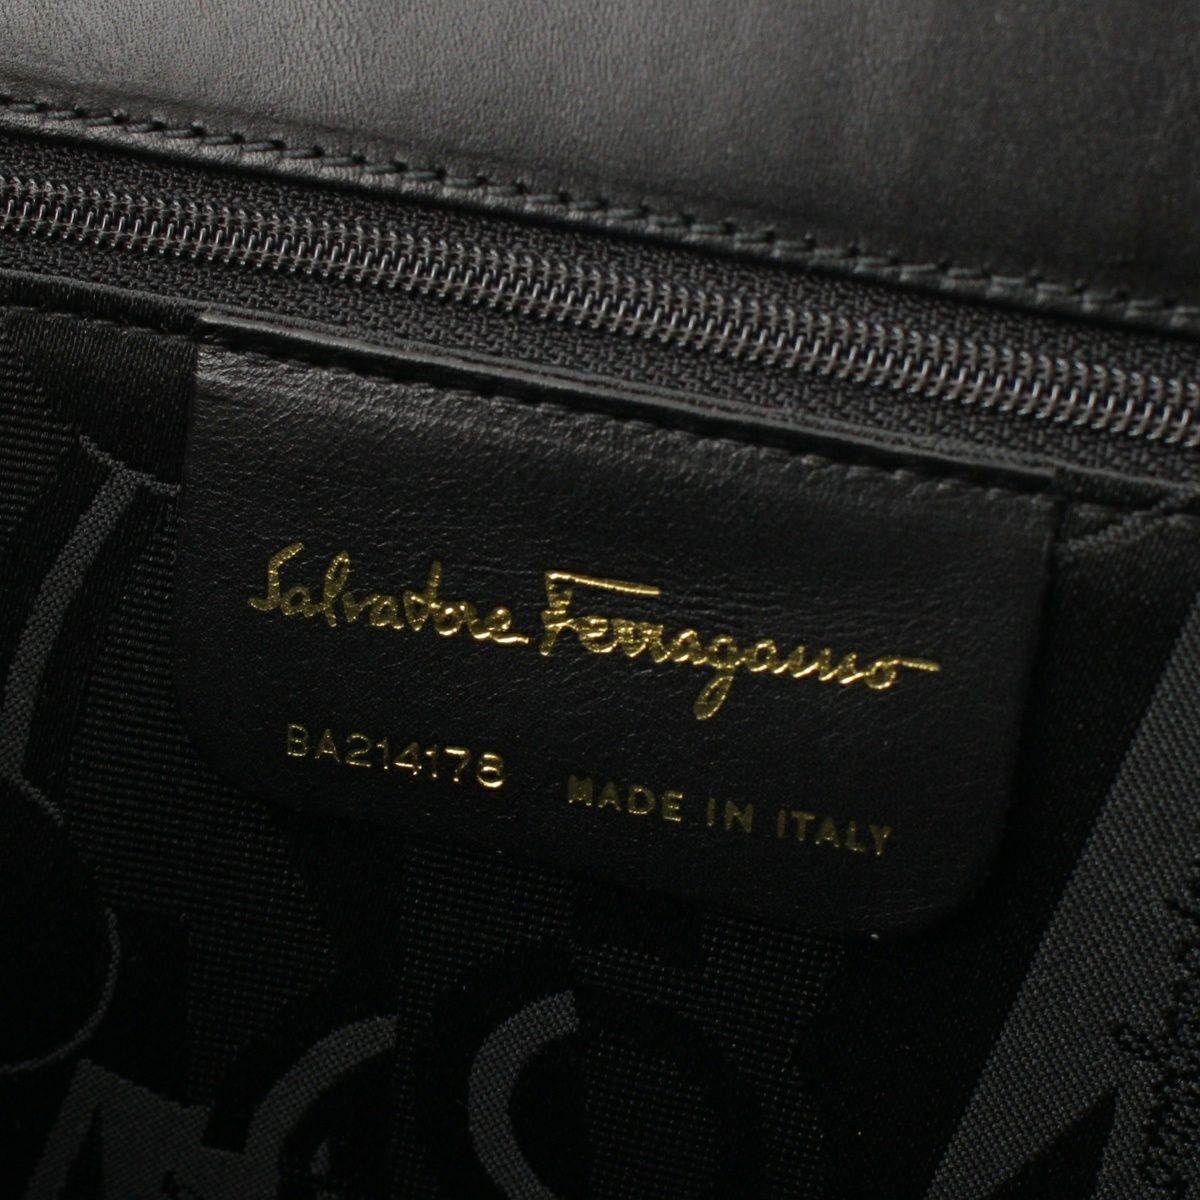 Salvatore Ferragamo
BA214178 MADE IN ITALY